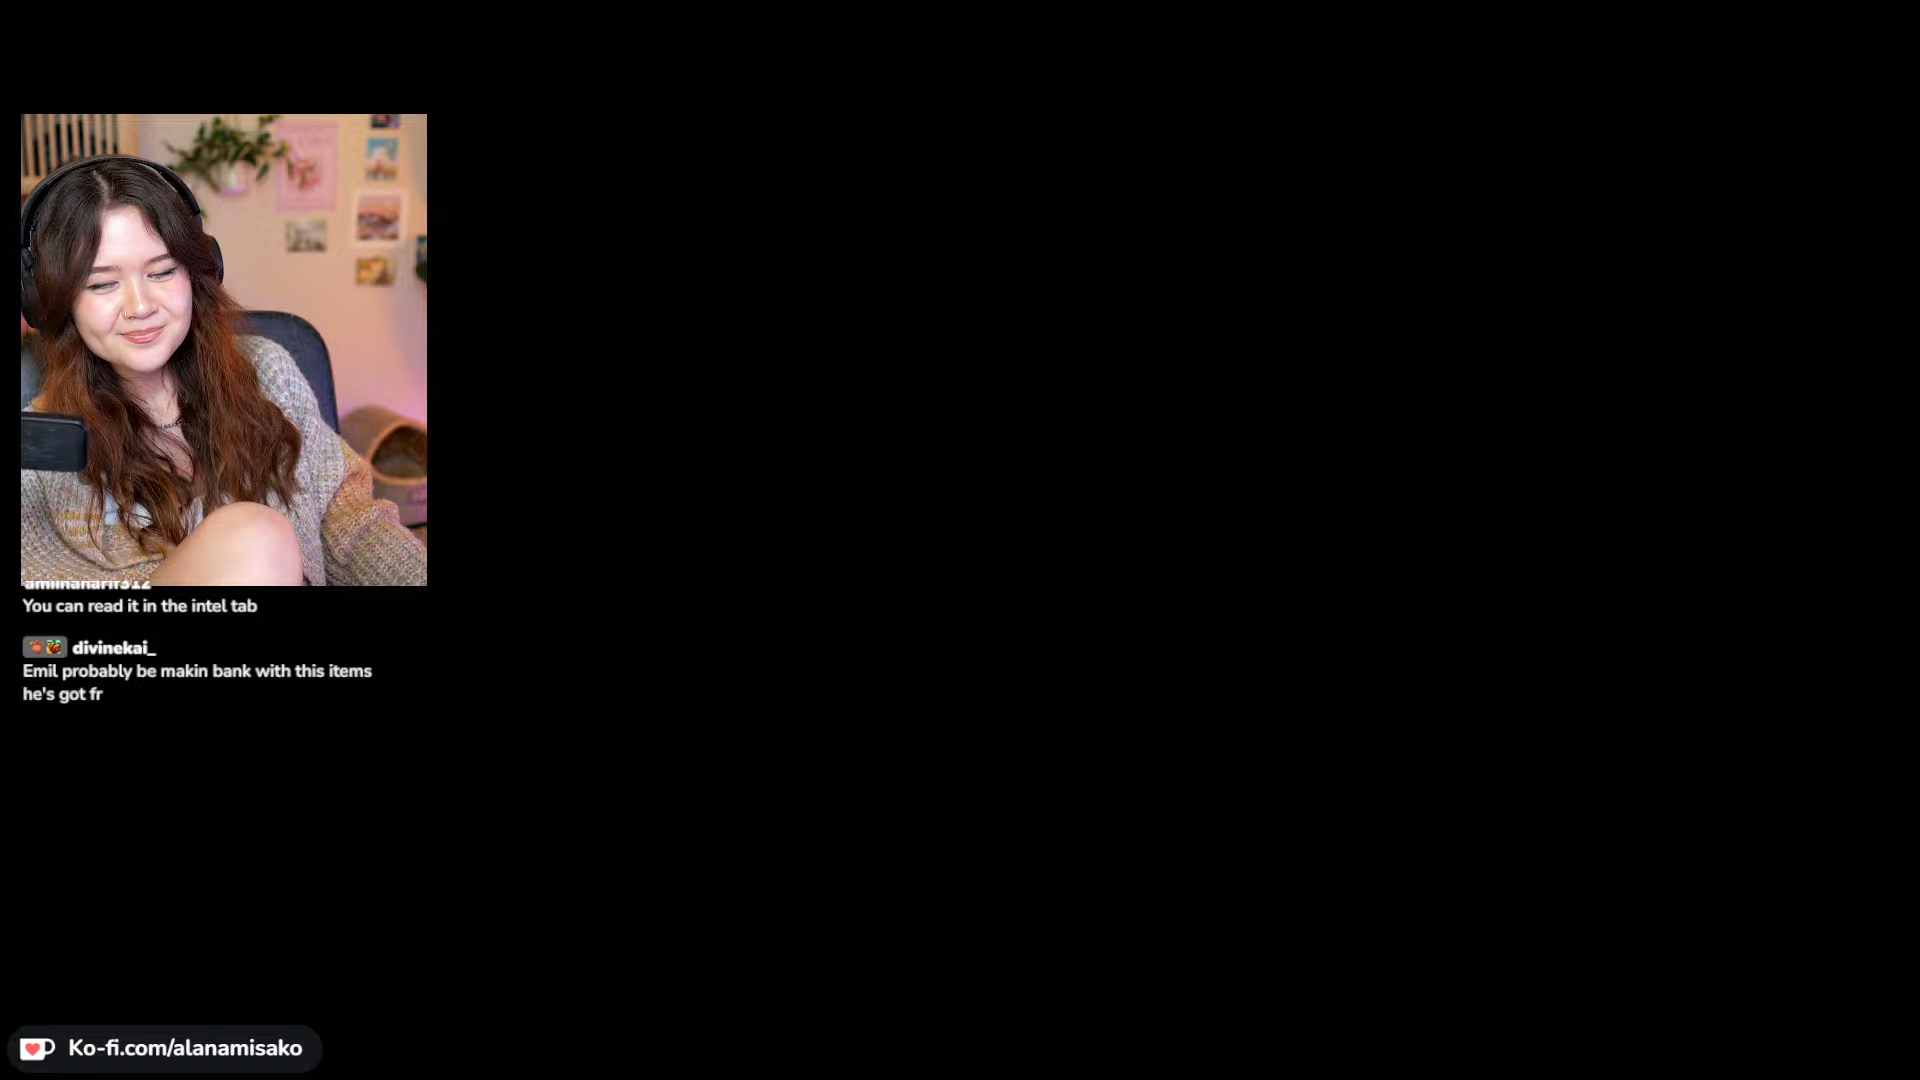 You can read it in the intel tab
divinekai_
Emil probably be makin bank with this items
he's got fr
Ko-fi.com/alanamisako